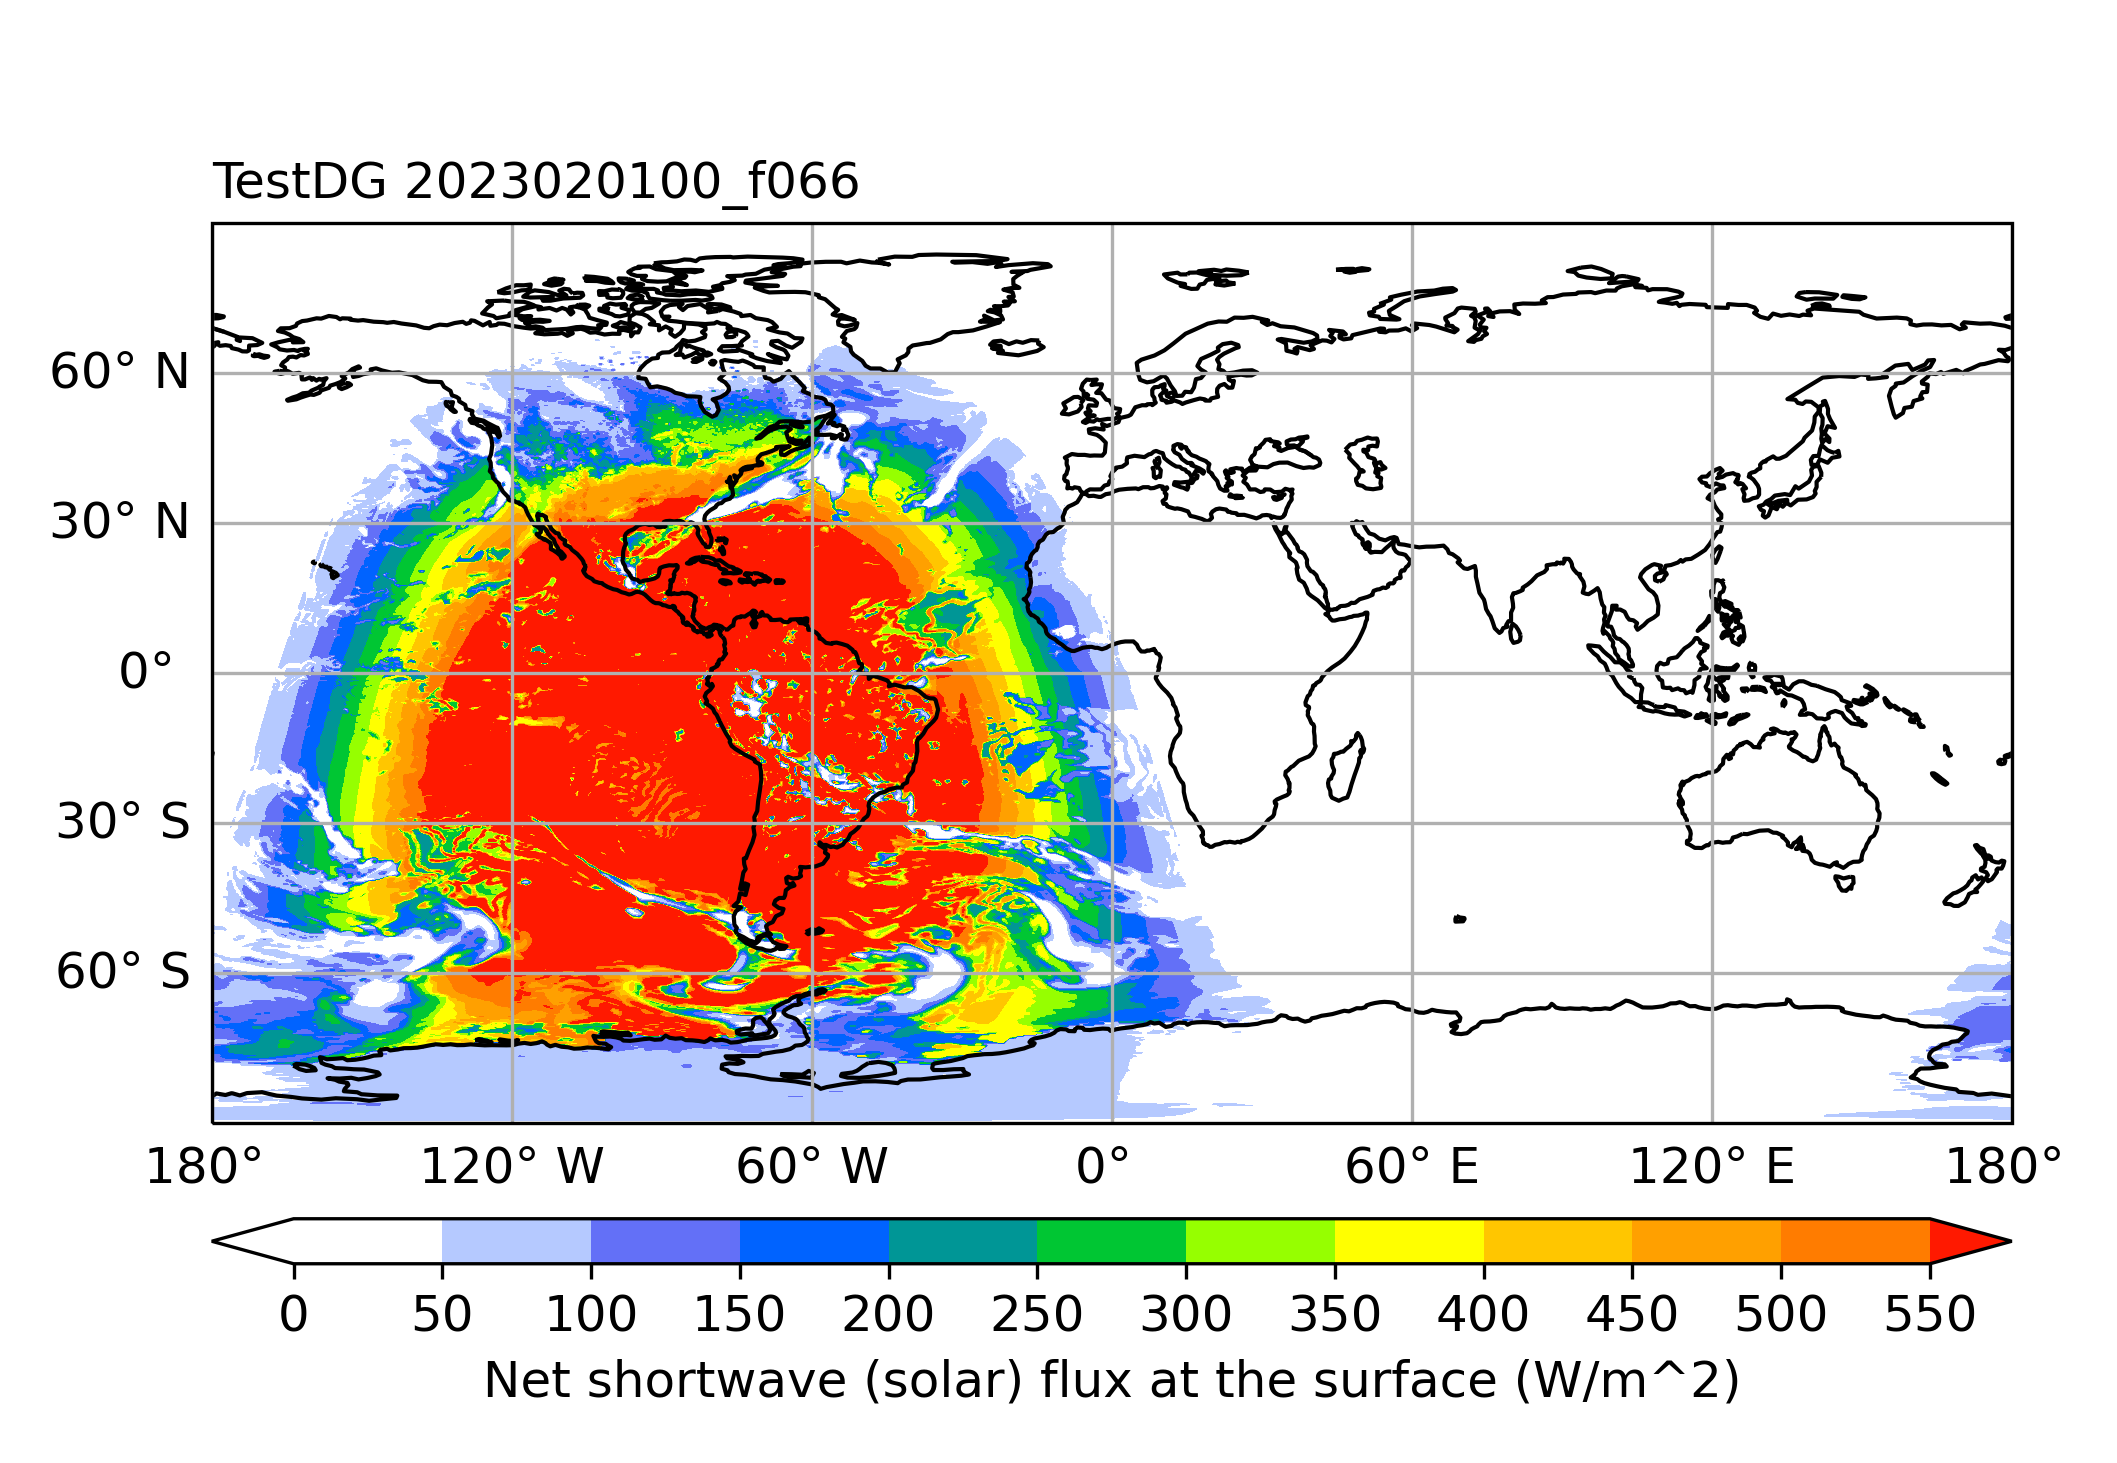 TestDG 2023020100_f066
60° N
30° N
0°
30° S
60° S
180° 120° W 60° W 0° 60° E 120° E 180°
0 50 100 150 200 250 300 350 400 450 500 550
Net shortwave (solar) flux at the surface (W/m^2)